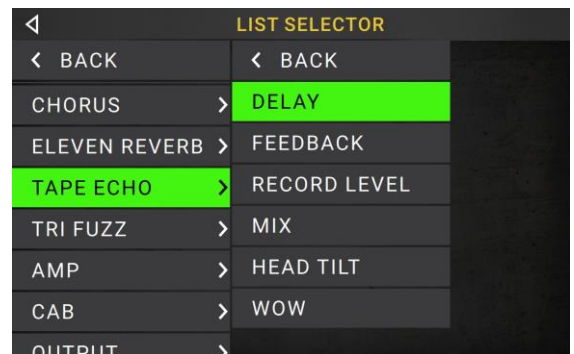 LIST SELECTOR
< BACK
CHORUS >
ELEVEN REVERB >
TAPE ECHO >
TRI FUZZ >
AMP >
CAB >
OUTPUT >
< BACK
DELAY
FEEDBACK
RECORD LEVEL
MIX
HEAD TILT
WOW